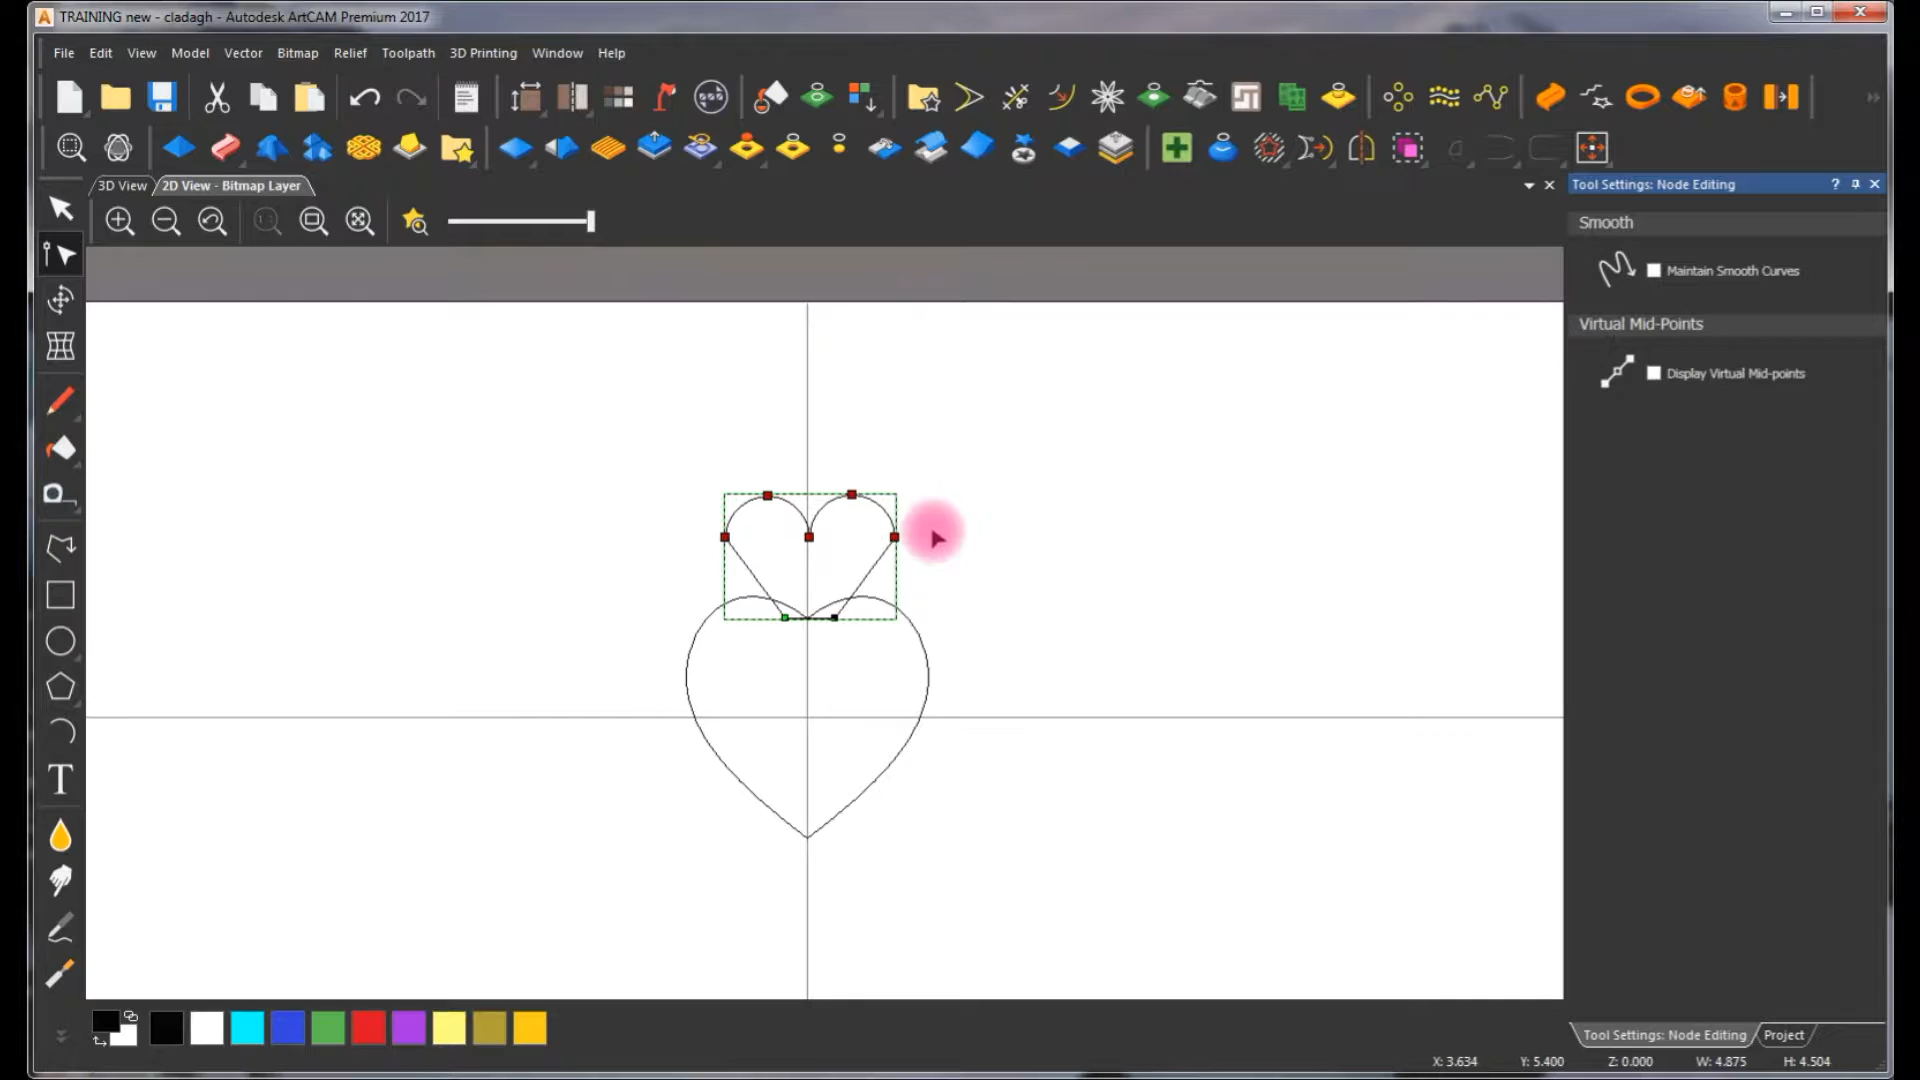 TRAINING new - cladagh - Autodesk ArtCAM Premium 2017
File Edit View Model Vector Bitmap Relief Toolpath 3D Printing Window Help
3D View 2D View - Bitmap Layer
Tool Settings: Node Editing
Smooth
Maintain Smooth Curves
Virtual Mid-Points
Display Virtual Mid-points
Tool Settings: Node Editing Project
X: 3.634 Y: 5.400 Z: 0.000 W: 4.875 H: 4.504